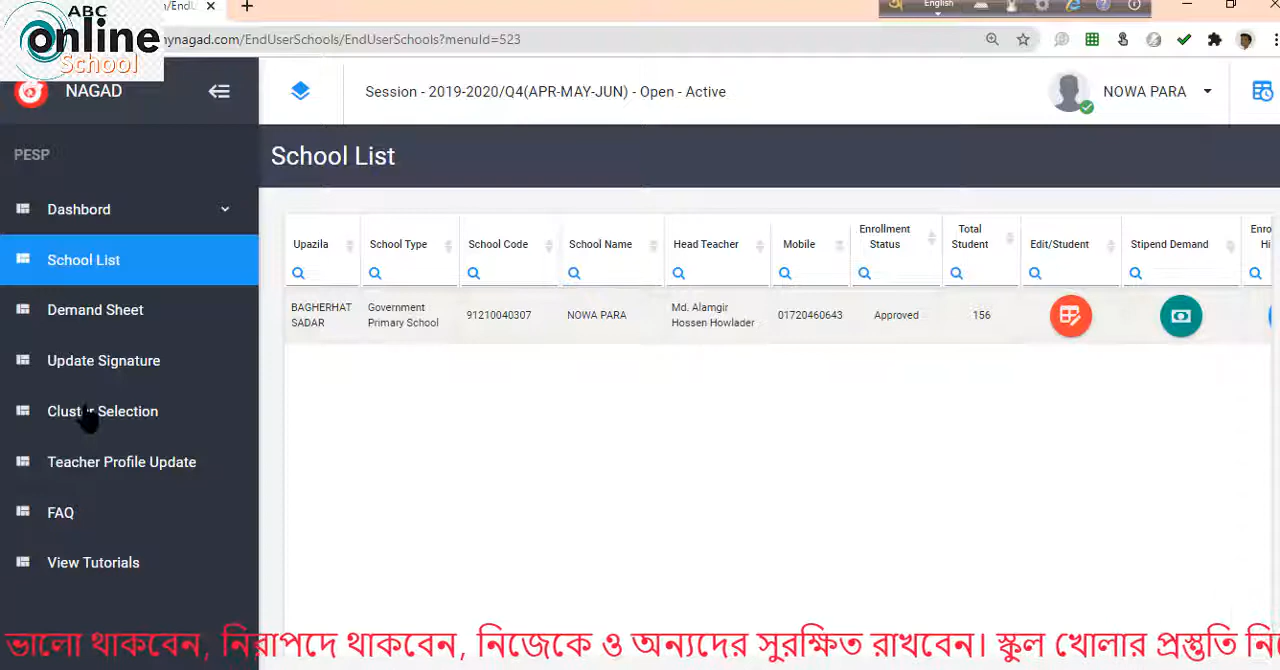 ABC
online
School
/EndU
English
nynagad.com/EndUserSchools/EndUserSchools?menuId=523
NAGAD
Session - 2019-2020/Q4(APR-MAY-JUN) - Open - Active
NOWA PARA
PESP
School List
Dashbord
School List
Demand Sheet
Update Signature
Cluster Selection
Teacher Profile Update
FAQ
View Tutorials
Upazila
School Type
School Code
School Name
Head Teacher
Mobile
Enrollment Status
Total Student
Edit/Student
Stipend Demand
Enro
Hi
BAGHERHAT SADAR
Government Primary School
91210040307
NOWA PARA
Md. Alamgir Hossen Howlader
01720460643
Approved
156
ভালো থাকবেন, নিরাপদে থাকবেন, নিজেকে ও অন্যদের সুরক্ষিত রাখবেন। স্কুল খোলার প্রস্তুতি